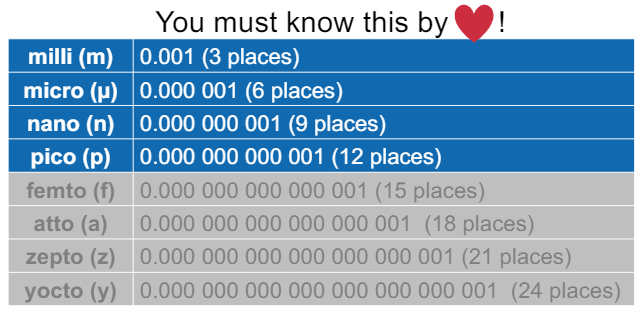 You must know this by ❤!
milli (m) 0.001 (3 places)
micro (µ) 0.000 001 (6 places)
nano (n) 0.000 000 001 (9 places)
pico (p) 0.000 000 000 001 (12 places)
femto (f) 0.000 000 000 000 001 (15 places)
atto (a) 0.000 000 000 000 000 001 (18 places)
zepto (z) 0.000 000 000 000 000 000 001 (21 places)
yocto (y) 0.000 000 000 000 000 000 000 001 (24 places)